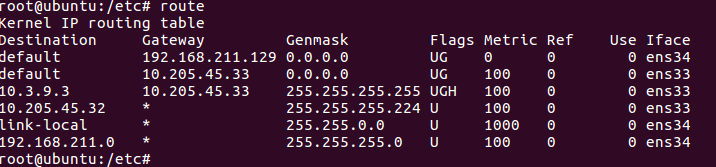 root@ubuntu:/etc# route
Kernel IP routing table
Destination     Gateway         Genmask         Flags Metric Ref    Use Iface
default         192.168.211.129 0.0.0.0         UG    0      0        0 ens34
default         10.205.45.33    0.0.0.0         UG    100    0        0 ens33
10.3.9.3        10.205.45.33    255.255.255.255 UGH   100    0        0 ens33
10.205.45.32    *               255.255.255.224 U     100    0        0 ens33
link-local      *               255.255.0.0     U     1000   0        0 ens34
192.168.211.0   *               255.255.255.0   U     100    0        0 ens34
root@ubuntu:/etc#